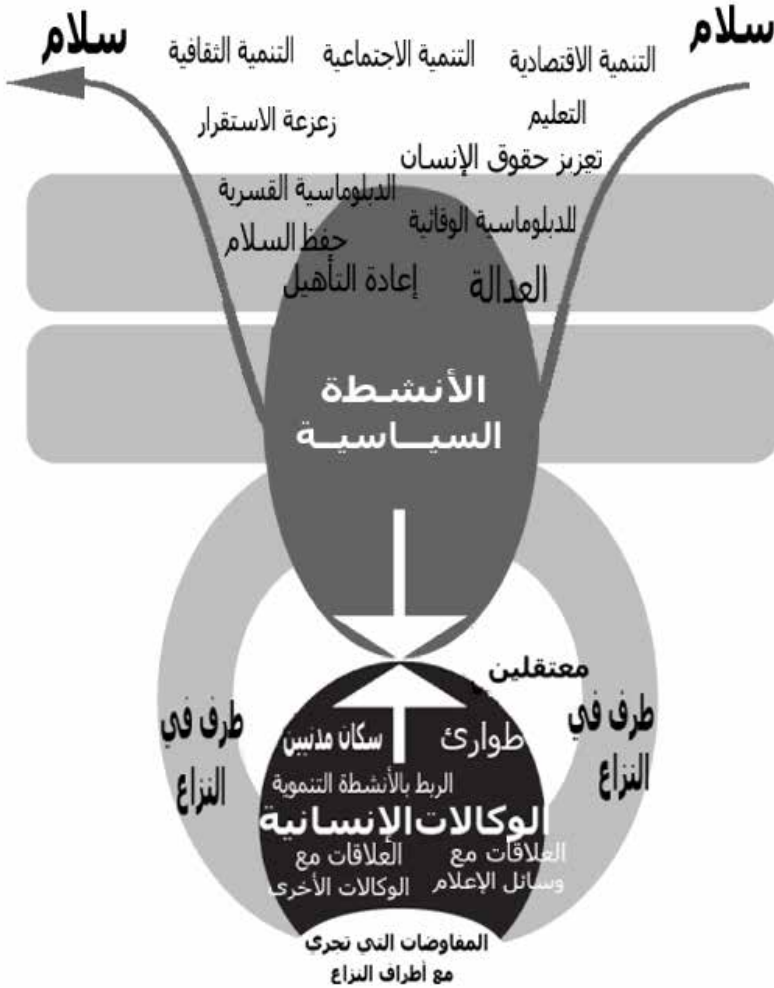 سلام
سلام
التنمية الاقتصادية
التنمية الاجتماعية
التنمية الثقافية
التعليم
زعزعة الاستقرار
تعزيز حقوق الإنسان
الدبلوماسية القسرية
للدبلوماسية الوقائية
حفظ السلام
العدالة
إعادة التأهيل
الأنشطة
السياسية
معتقلين
طرف في
النزاع
طرف في
النزاع
طوارئ
سكان مدنيين
الربط بالأنشطة التنموية
الوكالات الإنسانية
العلاقات مع
وسائل الإعلام
العلاقات مع
الوكالات الأخرى
المفاوضات التي تجري
مع أطراف النزاع